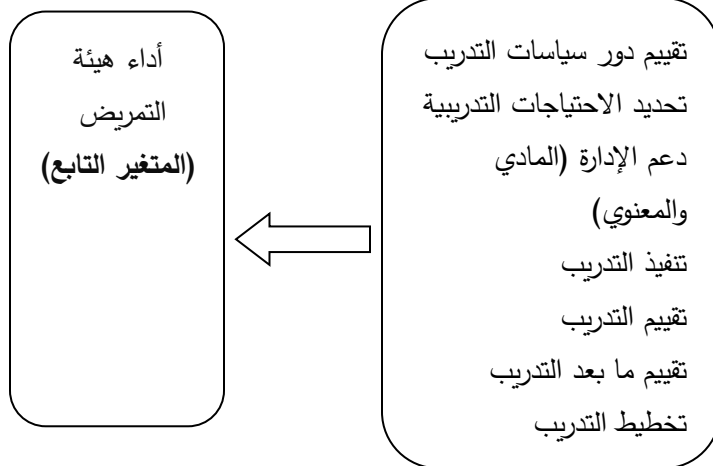 تقييم دور سياسات التدريب
تحديد الاحتياجات التدريبية
دعم الإدارة (المادي
والمعنوي)
تنفيذ التدريب
تقييم التدريب
تقييم ما بعد التدريب
تخطيط التدريب
أداء هيئة
التمريض
(المتغير التابع)